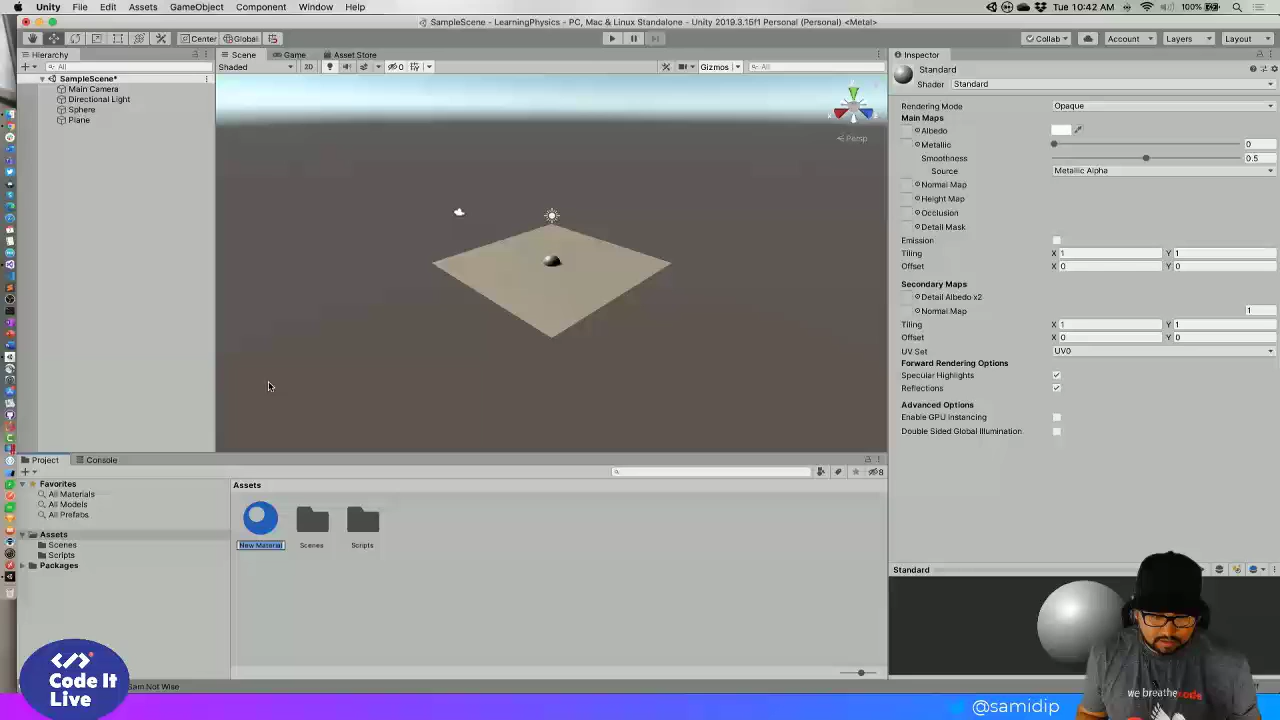 Unity File Edit Assets GameObject Component Window Help
100% Tue 10:42 AM
SampleScene - LearningPhysics - PC, Mac & Linux Standalone - Unity 2019.3.15f1 Personal (Personal) <Metal>
Center Global
Collab Account Layers Layout
Hierarchy
Scene Game Asset Store
Inspector
All
Shaded 2D 0 Gizmos All
Standard
Shader Standard
SampleScene*
Main Camera
Directional Light
Sphere
Plane
Persp
Rendering Mode Opaque
Main Maps
Albedo
Metallic 0
Smoothness 0.5
Source Metallic Alpha
Normal Map
Height Map
Occlusion
Detail Mask
Emission
Tiling X 1 Y 1
Offset X 0 Y 0
Secondary Maps
Detail Albedo x2
Normal Map 1
Tiling X 1 Y 1
Offset X 0 Y 0
UV Set UV0
Forward Rendering Options
Specular Highlights
Reflections
Advanced Options
Enable GPU Instancing
Double Sided Global Illumination
Project Console
8
Favorites
All Materials
All Models
All Prefabs
Assets
Scenes
Scripts
Packages
Assets
New Material Scenes Scripts
Standard
Code It
Live
Sam Not Wise
we breathe code
@samidip